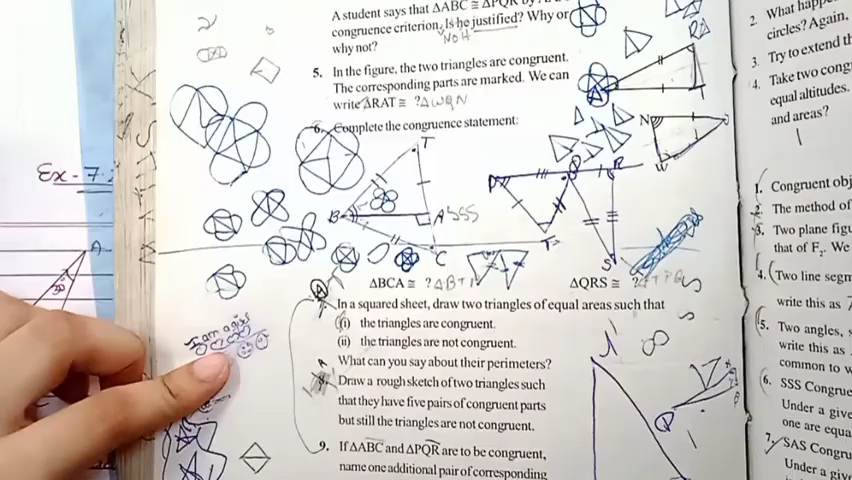 A student says that ΔABC ≅ ΔPQR by
congruence criterion. Is he justified? Why or
why not?
5. In the figure, the two triangles are congruent.
The corresponding parts are marked. We can
write ΔRAT ≅ ? ΔWON
6. Complete the congruence statement:
T
B
A
SSS
C
P
Q
R
T
S
N
O
W
ΔBCA ≅ ? ΔBT
ΔQRS ≅ ?
7. In a squared sheet, draw two triangles of equal areas such that
(i) the triangles are congruent.
(ii) the triangles are not congruent.
What can you say about their perimeters?
8. Draw a rough sketch of two triangles such
that they have five pairs of congruent parts
but still the triangles are not congruent.
9. If ΔABC and ΔPQR are to be congruent,
name one additional pair of corresponding
Ex - 7.
A
I am a
2. What happ
circles? Again,
3. Try to extend th
4. Take two cong
equal altitudes.
and areas?
1. Congruent obj
2. The method of
3. Two plane figu
that of F₂. We
4. Two line segm
write this as
5. Two angles,
write this as
common to w
6. SSS Congrue
Under a give
one are equa
7. SAS Congru
Under a giv